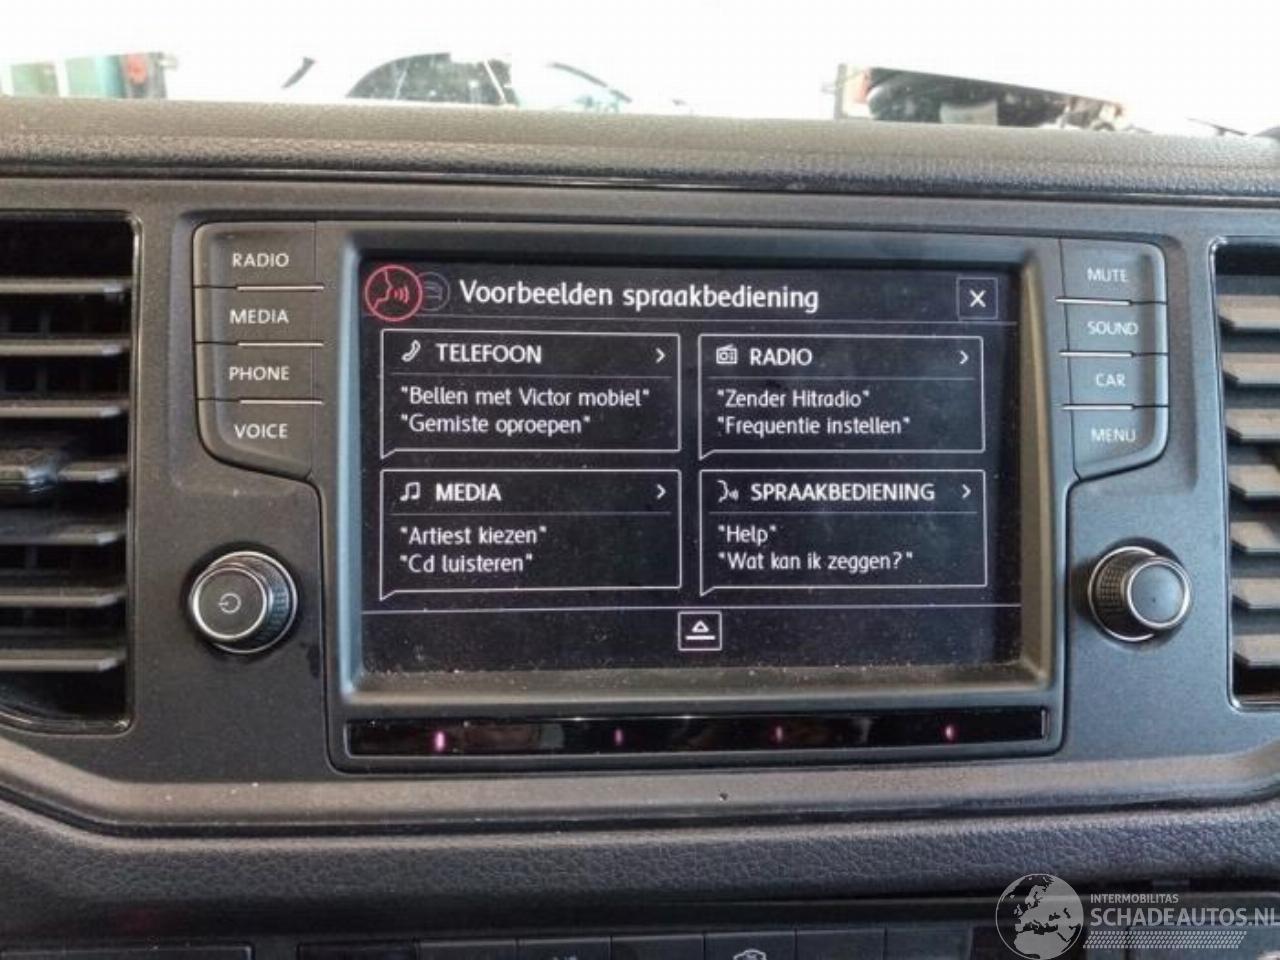 RADIO
MEDIA
PHONE
VOICE
Voorbeelden spraakbediening
TELEFOON
"Bellen met Victor mobiel"
"Gemiste oproepen"
RADIO
"Zender Hitradio"
"Frequentie instellen"
MEDIA
"Artiest kiezen"
"Cd luisteren"
SPRAAKBEDIENING
"Help"
"Wat kan ik zeggen?"
MUTE
SOUND
CAR
MENU
INTERMOBILITAS
SCHADEAUTOS.NL